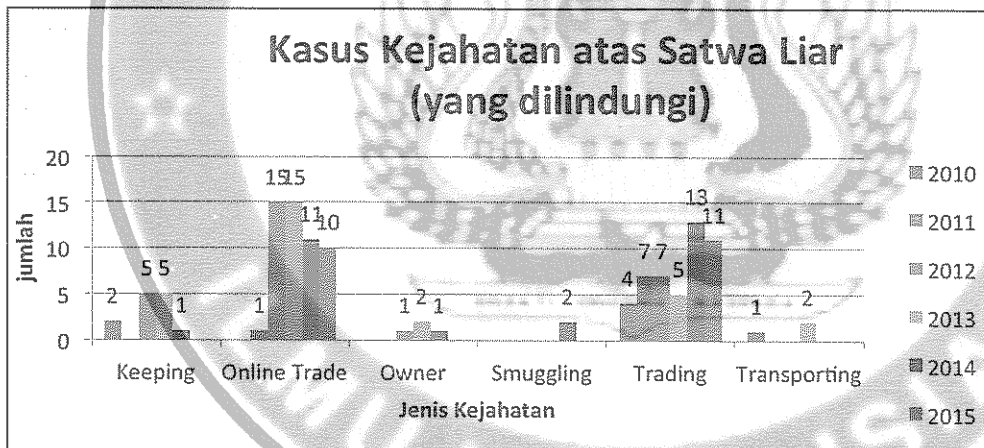 Kasus Kejahatan atas Satwa Liar
(yang dilindungi)
20
15
10
5
0
jumlah
2 5 5 1
1 15 15 11 10
1 2 1
2
4 7 7 5 13 11
1 2
Keeping Online Trade Owner Smuggling Trading Transporting
Jenis Kejahatan
2010
2011
2012
2013
2014
2015